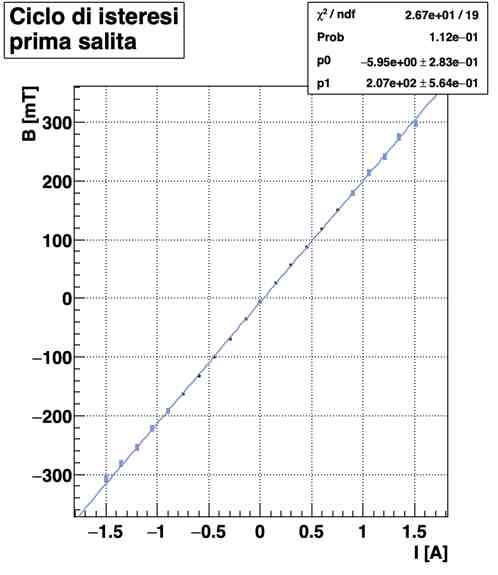 Ciclo di isteresi
prima salita
χ² / ndf 2.67e+01 / 19
Prob 1.12e−01
p0 −5.95e+00 ± 2.83e−01
p1 2.07e+02 ± 5.64e−01
B [mT]
300
200
100
0
−100
−200
−300
−1.5 −1 −0.5 0 0.5 1 1.5
I [A]